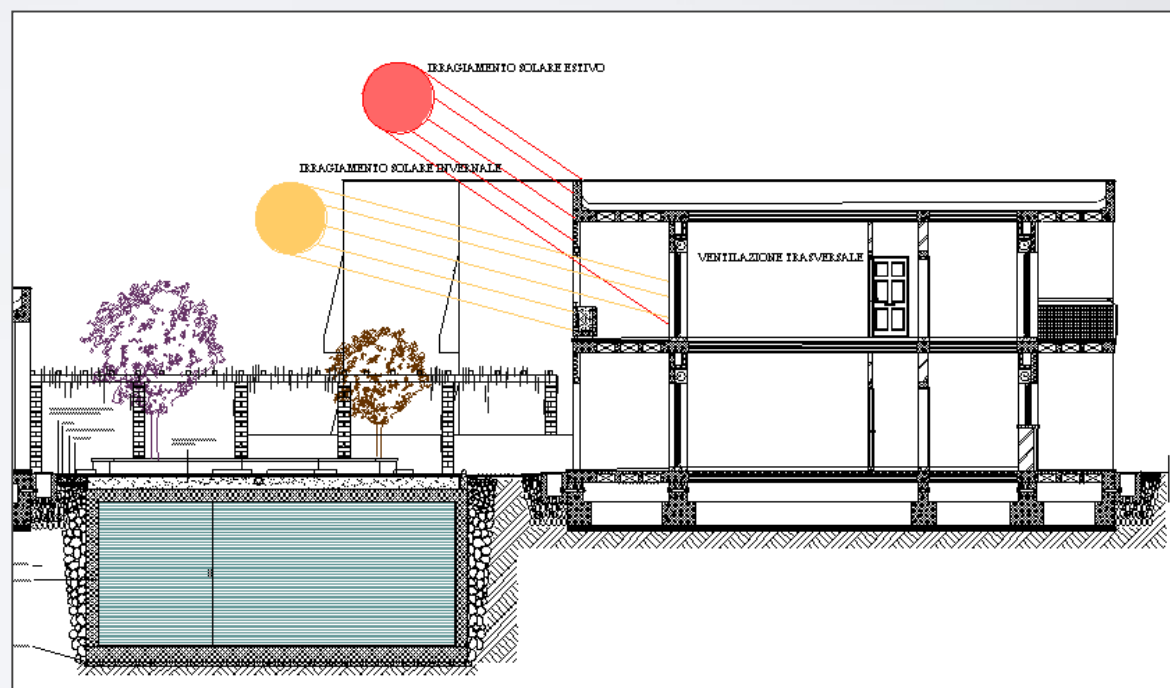 IRRAGIAMENTO SOLARE ESTIVO
IRRAGIAMENTO SOLARE INVERNALE
VENTILAZIONE TRASVERSALE